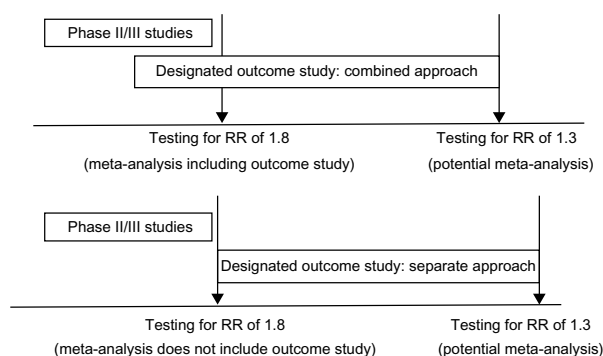 Phase II/III studies
Designated outcome study: combined approach
Testing for RR of 1.8
(meta-analysis including outcome study)
Testing for RR of 1.3
(potential meta-analysis)
Phase II/III studies
Designated outcome study: separate approach
Testing for RR of 1.8
(meta-analysis does not include outcome study)
Testing for RR of 1.3
(potential meta-analysis)